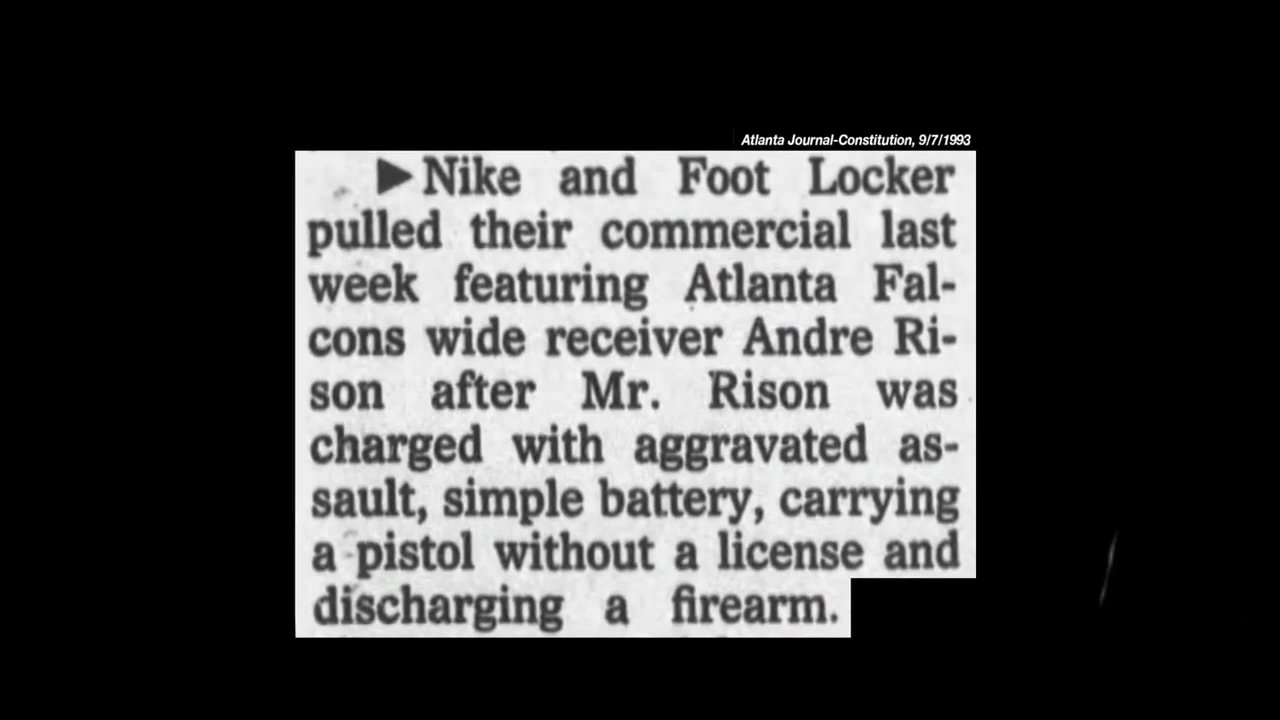 Atlanta Journal-Constitution, 9/7/1993
▶Nike and Foot Locker
pulled their commercial last
week featuring Atlanta Fal-
cons wide receiver Andre Ri-
son after Mr. Rison was
charged with aggravated as-
sault, simple battery, carrying
a pistol without a license and
discharging a firearm.